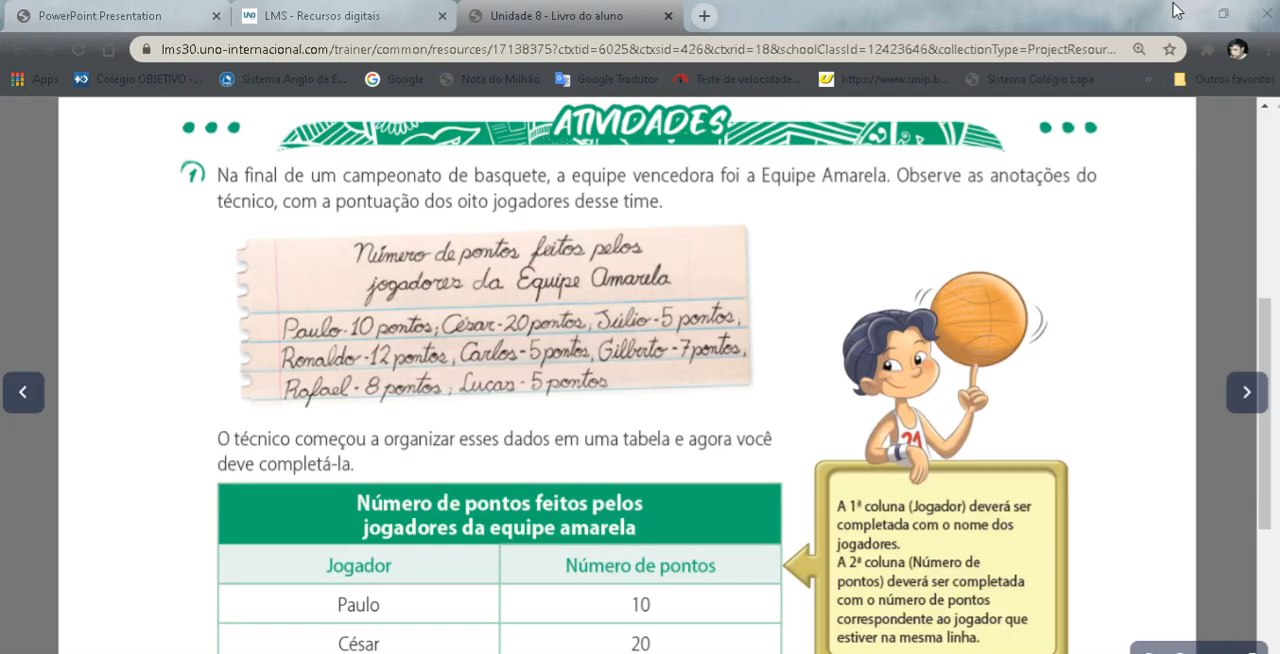 PowerPoint Presentation
LMS - Recursos digitais
Unidade 8 - Livro do aluno
lms30.uno-internacional.com/trainer/common/resources/17138375?ctxtid=6025&ctxsid=426&ctxrid=18&schoolClassId=12423646&collectionType=ProjectResour...
Apps
Colégio OBJETIVO -...
Sistema Anglo de E...
Google
Nota do Milhão
Google Tradutor
Teste de velocidade...
https://www.unip.b...
Sistema Colégio Lapa
»
Outros favoritos
ATIVIDADES
1 Na final de um campeonato de basquete, a equipe vencedora foi a Equipe Amarela. Observe as anotações do
técnico, com a pontuação dos oito jogadores desse time.
Número de pontos feitos pelos
jogadores da Equipe Amarela
Paulo - 10 pontos; César - 20 pontos, Júlio - 5 pontos,
Ronaldo - 12 pontos, Carlos - 5 pontos, Gilberto - 7 pontos,
Rafael - 8 pontos; Lucas - 5 pontos
21
O técnico começou a organizar esses dados em uma tabela e agora você
deve completá-la.
Número de pontos feitos pelos
jogadores da equipe amarela
Jogador Número de pontos
Paulo 10
César 20
A 1ª coluna (Jogador) deverá ser
completada com o nome dos
jogadores.
A 2ª coluna (Número de
pontos) deverá ser completada
com o número de pontos
correspondente ao jogador que
estiver na mesma linha.